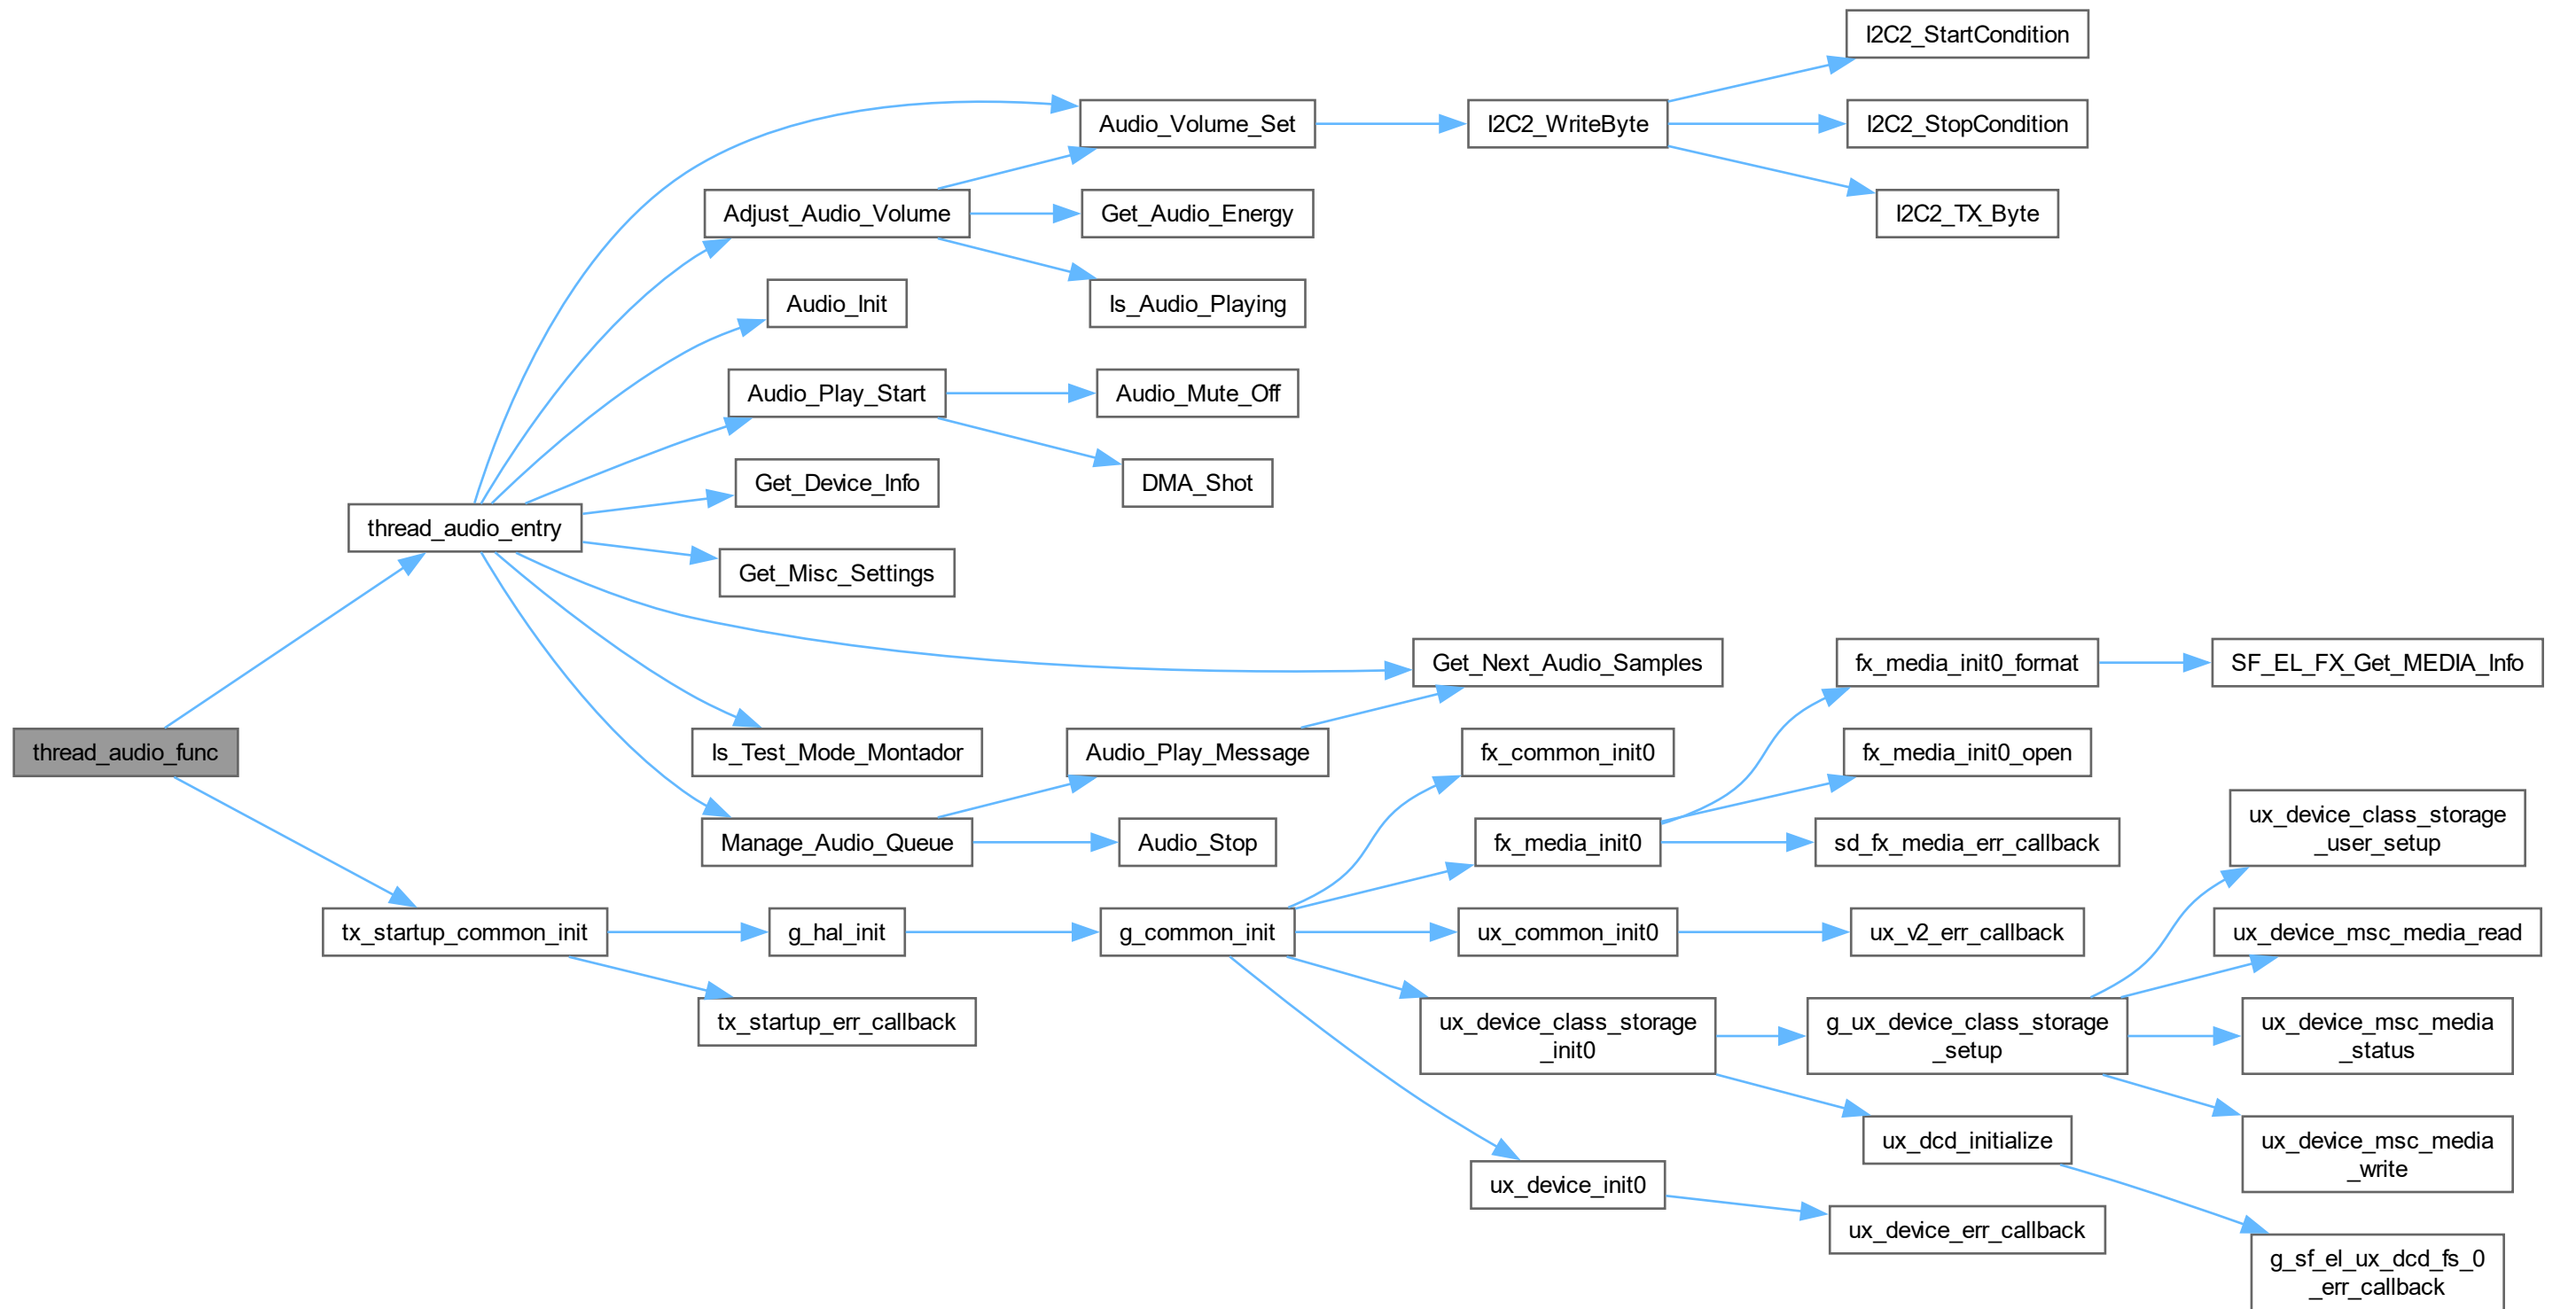 I2C2_StartCondition
Audio_Volume_Set
I2C2_WriteByte
I2C2_StopCondition
Adjust_Audio_Volume
Get_Audio_Energy
I2C2_TX_Byte
Audio_Init
Is_Audio_Playing
Audio_Play_Start
Audio_Mute_Off
Get_Device_Info
DMA_Shot
thread_audio_entry
Get_Misc_Settings
Get_Next_Audio_Samples
fx_media_init0_format
SF_EL_FX_Get_MEDIA_Info
thread_audio_func
Is_Test_Mode_Montador
Audio_Play_Message
fx_common_init0
fx_media_init0_open
Manage_Audio_Queue
Audio_Stop
fx_media_init0
sd_fx_media_err_callback
ux_device_class_storage
_user_setup
tx_startup_common_init
g_hal_init
g_common_init
ux_common_init0
ux_v2_err_callback
ux_device_msc_media_read
tx_startup_err_callback
ux_device_class_storage
_init0
g_ux_device_class_storage
_setup
ux_device_msc_media
_status
ux_dcd_initialize
ux_device_msc_media
_write
ux_device_init0
ux_device_err_callback
g_sf_el_ux_dcd_fs_0
_err_callback